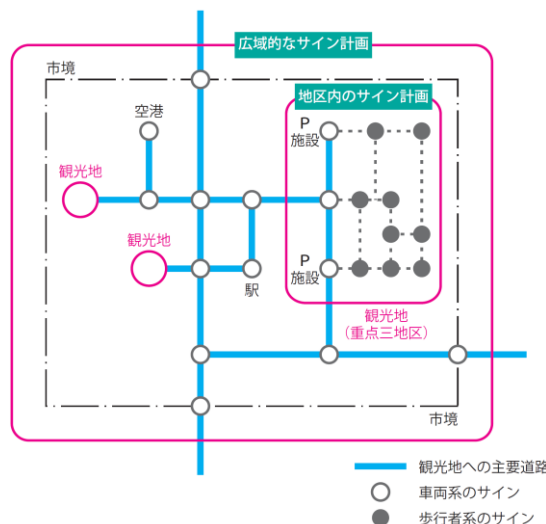 広域的なサイン計画
市境
地区内のサイン計画
空港
P
施設
観光地
観光地
P
施設
駅
観光地
（重点三地区）
市境
観光地への主要道路
車両系のサイン
歩行者系のサイン